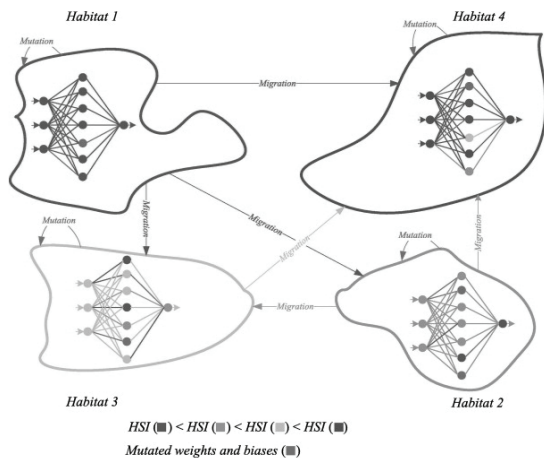 Habitat 1
Habitat 4
Mutation
Mutation
Migration
Migration
Migration
Migration
Migration
Mutation
Mutation
Migration
Habitat 3
Habitat 2
HSI (■) < HSI (■) < HSI (■) < HSI (■)
Mutated weights and biases (■)